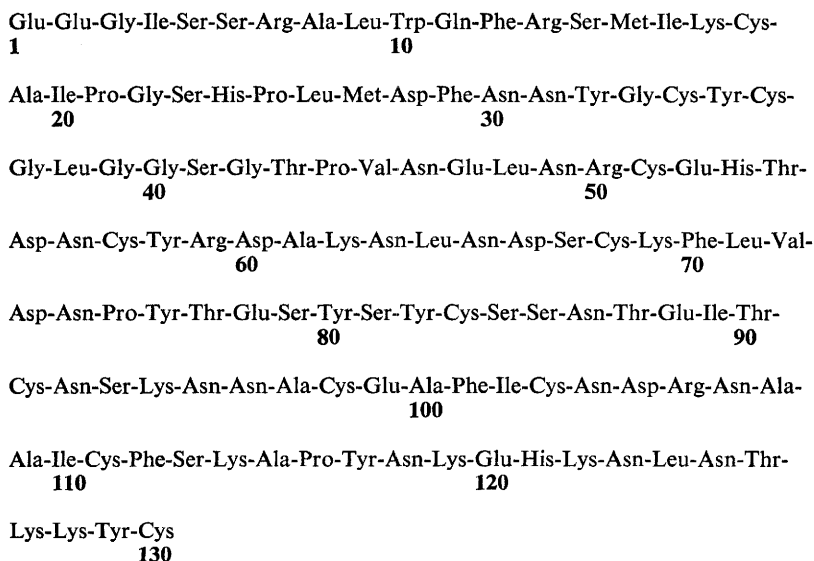 Glu-Glu-Gly-Ile-Ser-Ser-Arg-Ala-Leu-Trp-Gln-Phe-Arg-Ser-Met-Ile-Lys-Cys-
1 10
Ala-Ile-Pro-Gly-Ser-His-Pro-Leu-Met-Asp-Phe-Asn-Asn-Tyr-Gly-Cys-Tyr-Cys-
20 30
Gly-Leu-Gly-Gly-Ser-Gly-Thr-Pro-Val-Asn-Glu-Leu-Asn-Arg-Cys-Glu-His-Thr-
40 50
Asp-Asn-Cys-Tyr-Arg-Asp-Ala-Lys-Asn-Leu-Asn-Asp-Ser-Cys-Lys-Phe-Leu-Val-
60 70
Asp-Asn-Pro-Tyr-Thr-Glu-Ser-Tyr-Ser-Tyr-Cys-Ser-Ser-Asn-Thr-Glu-Ile-Thr-
80 90
Cys-Asn-Ser-Lys-Asn-Asn-Ala-Cys-Glu-Ala-Phe-Ile-Cys-Asn-Asp-Arg-Asn-Ala-
100
Ala-Ile-Cys-Phe-Ser-Lys-Ala-Pro-Tyr-Asn-Lys-Glu-His-Lys-Asn-Leu-Asn-Thr-
110 120
Lys-Lys-Tyr-Cys
130